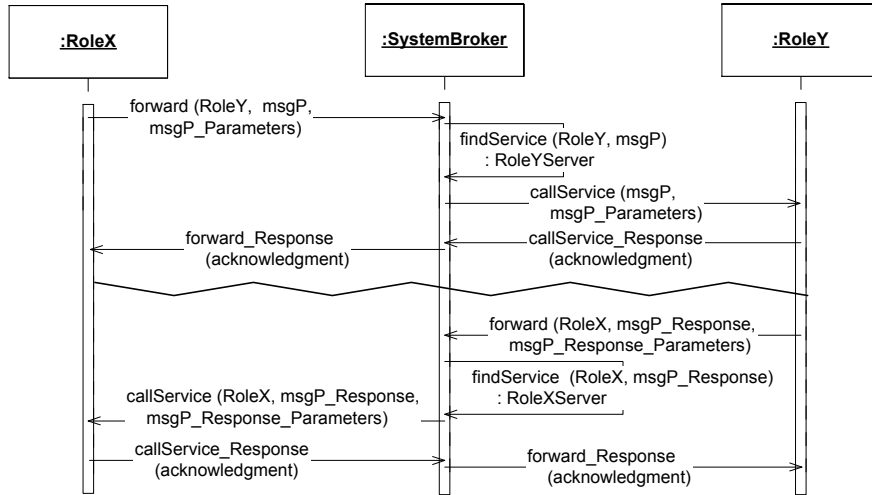 :RoleX
:SystemBroker
:RoleY
forward (RoleY, msgP,
msgP_Parameters)
findService (RoleY, msgP)
: RoleYServer
callService (msgP,
msgP_Parameters)
forward_Response
(acknowledgment)
callService_Response
(acknowledgment)
forward (RoleX, msgP_Response,
msgP_Response_Parameters)
findService (RoleX, msgP_Response)
: RoleXServer
callService (RoleX, msgP_Response,
msgP_Response_Parameters)
callService_Response
(acknowledgment)
forward_Response
(acknowledgment)